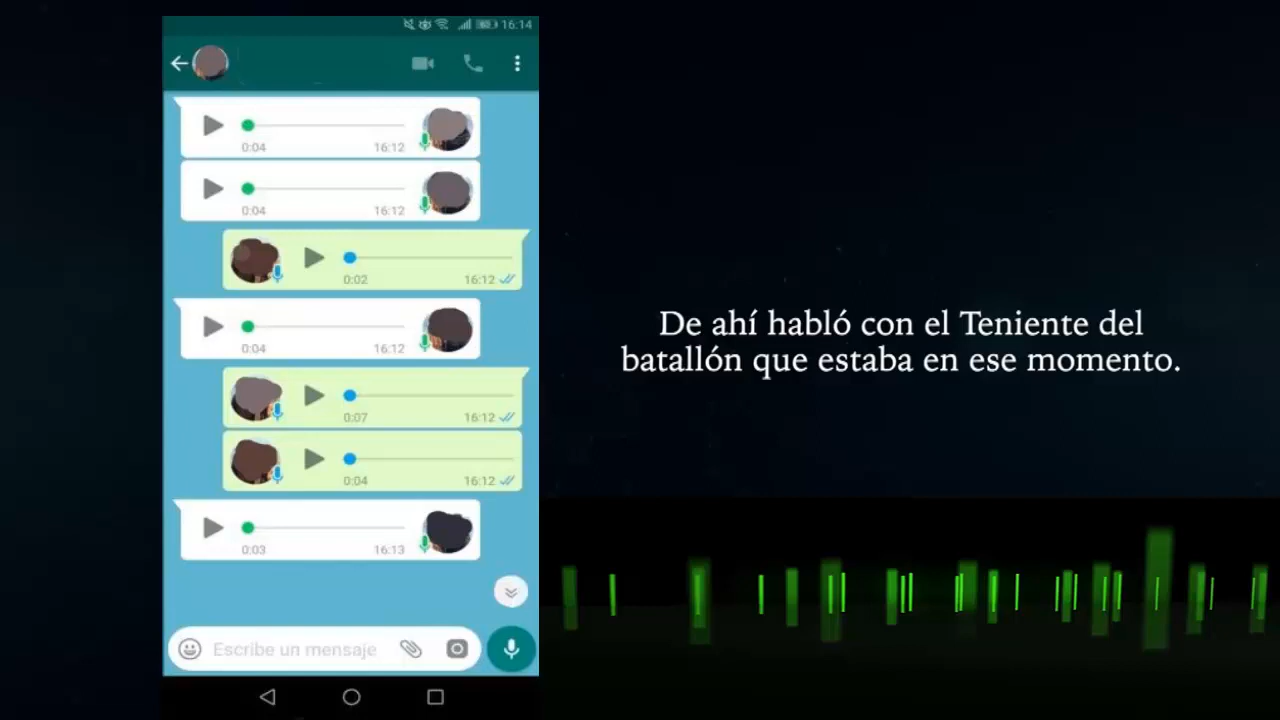 16:14
0:04 16:12
0:04 16:12
0:02 16:12
0:04 16:12
0:07 16:12
0:04 16:12
0:03 16:13
Escribe un mensaje
De ahí habló con el Teniente del
batallón que estaba en ese momento.